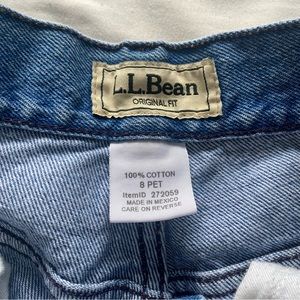 L.L.Bean
ORIGINAL FIT
100% COTTON
8 PET
ItemID 272059
MADE IN MEXICO
CARE ON REVERSE